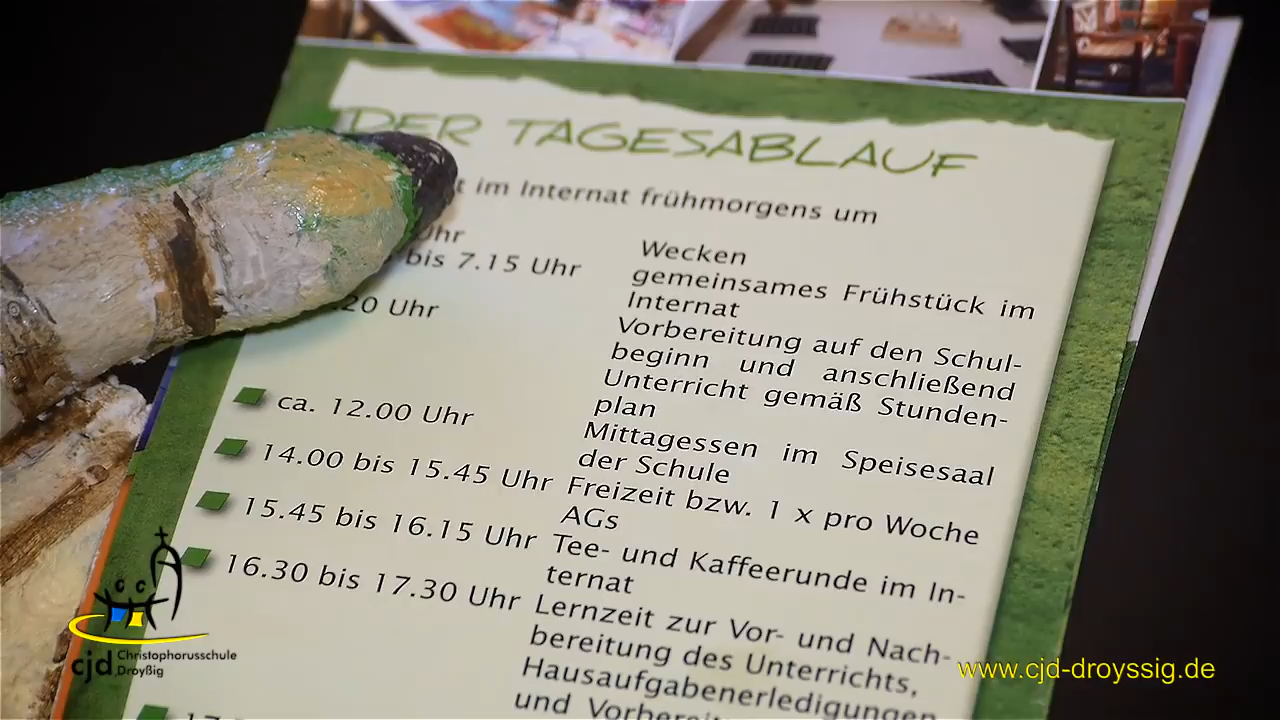 DER TAGESABLAUF
im Internat frühmorgens um
Uhr
Wecken
bis 7.15 Uhr
gemeinsames Frühstück im
Internat
.20 Uhr
Vorbereitung auf den Schul-
beginn und anschließend
Unterricht gemäß Stunden-
plan
ca. 12.00 Uhr
Mittagessen im Speisesaal
der Schule
14.00 bis 15.45 Uhr
Freizeit bzw. 1 x pro Woche
AGs
15.45 bis 16.15 Uhr
Tee- und Kaffeerunde im In-
ternat
16.30 bis 17.30 Uhr
Lernzeit zur Vor- und Nach-
bereitung des Unterrichts,
Hausaufgabenerledigungen
und
cjd Christophorusschule
Droyßig
www.cjd-droyssig.de